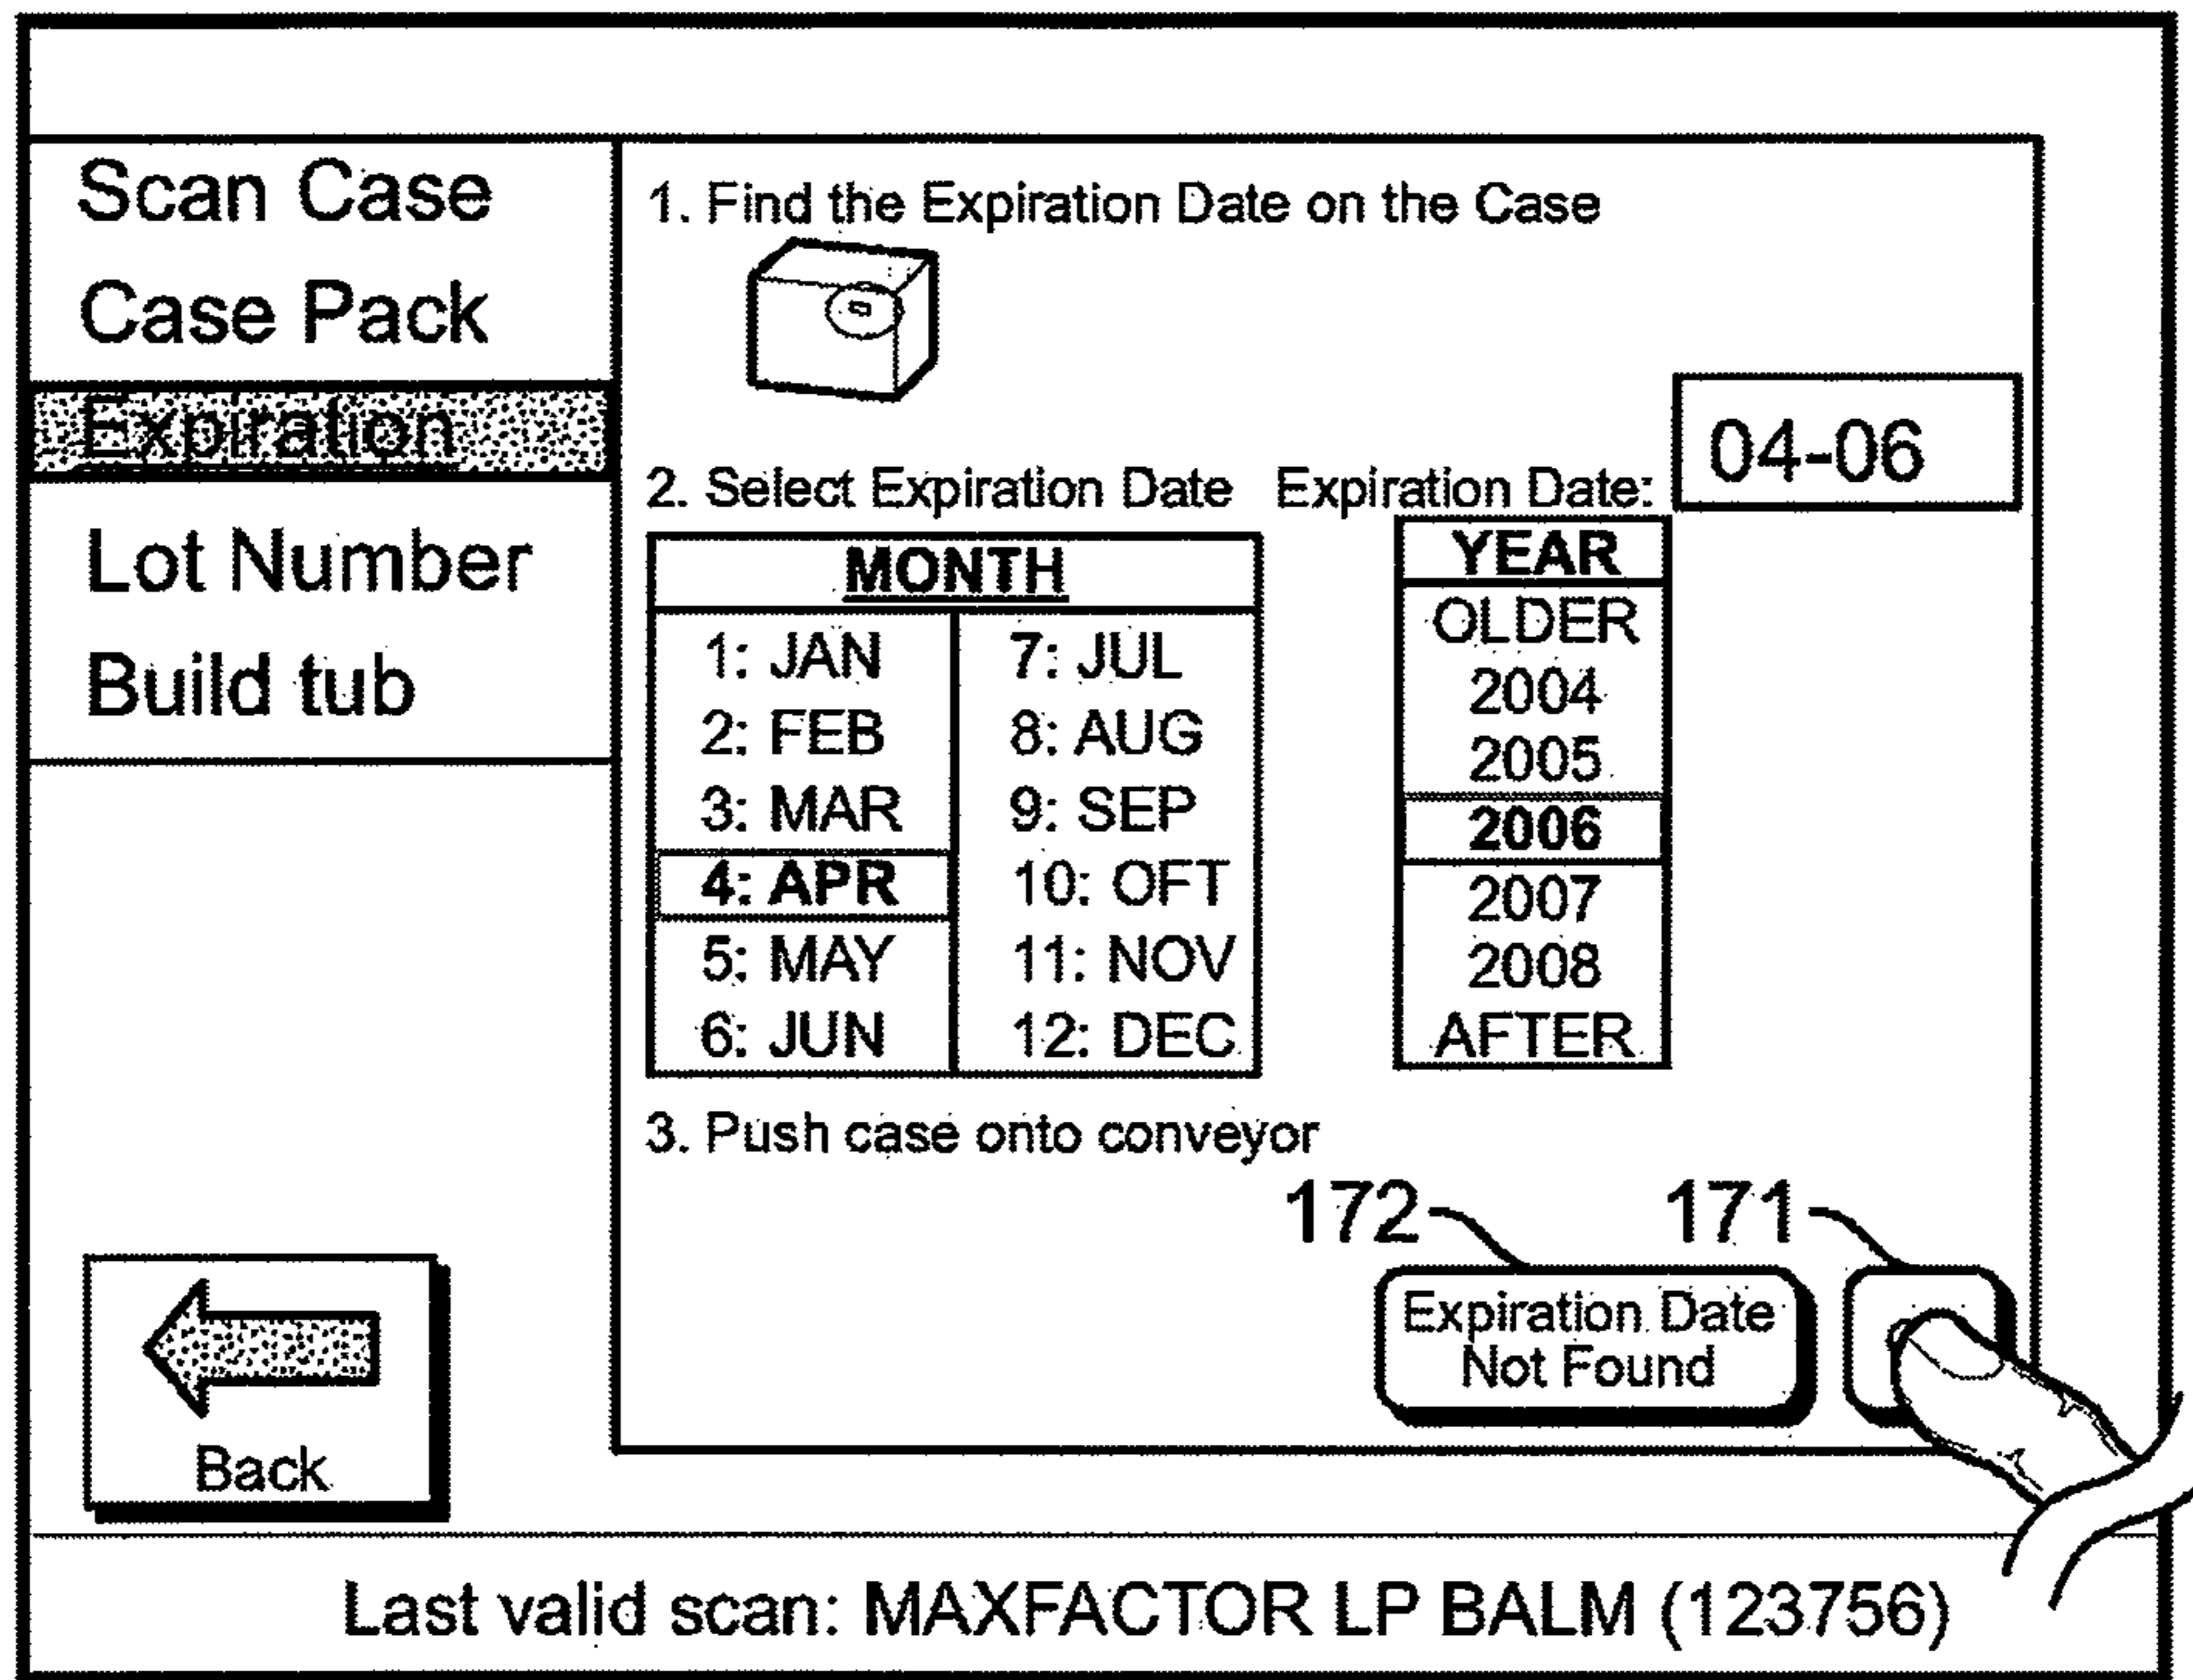 Scan Case
Case Pack
Expiration
Lot Number
Build tub
1. Find the Expiration Date on the Case
2. Select Expiration Date Expiration Date: 04-06
MONTH
1: JAN 7: JUL
2: FEB 8: AUG
3: MAR 9: SEP
4: APR 10: OFT
5: MAY 11: NOV
6: JUN 12: DEC
YEAR
OLDER
2004
2005
2006
2007
2008
AFTER
3. Push case onto conveyor
172 171
Expiration Date
Not Found
Back
Last valid scan: MAXFACTOR LP BALM (123756)